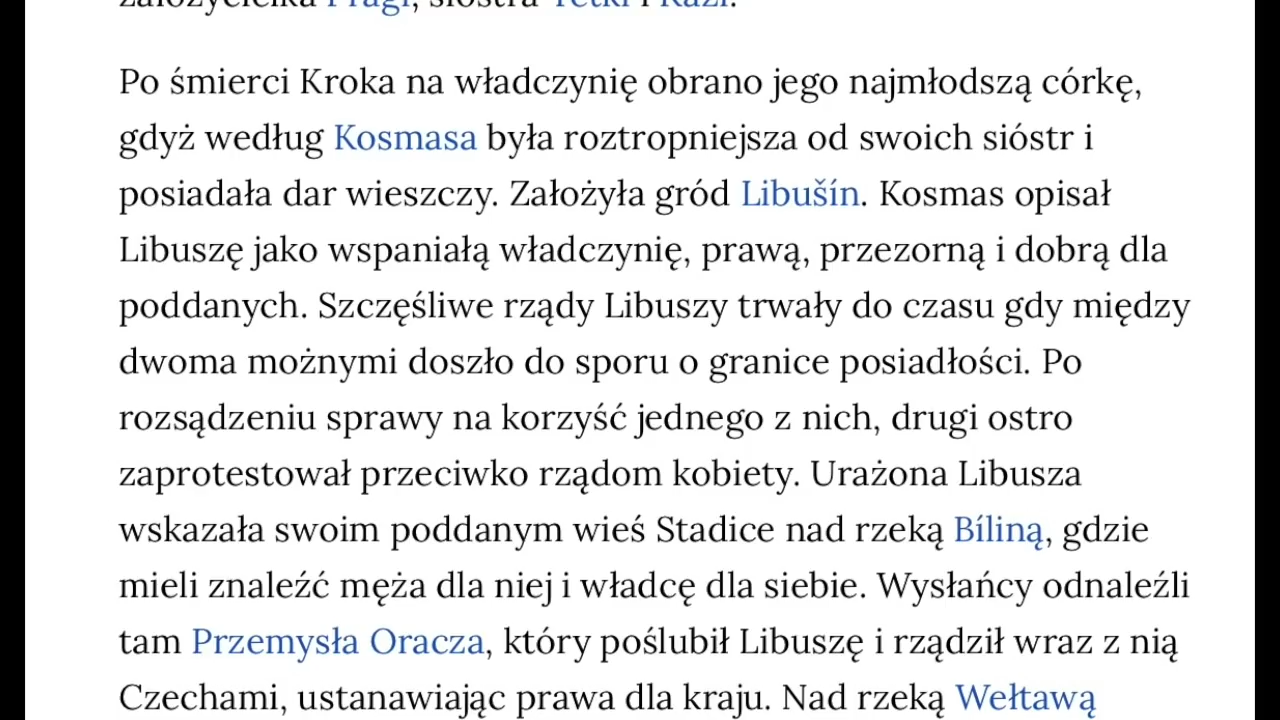 założycielka Pragi, siostra Tetki i Kazi.
Po śmierci Kroka na władczynię obrano jego najmłodszą córkę,
gdyż według Kosmasa była roztropniejsza od swoich sióstr i
posiadała dar wieszczy. Założyła gród Libušín. Kosmas opisał
Libuszę jako wspaniałą władczynię, prawą, przezorną i dobrą dla
poddanych. Szczęśliwe rządy Libuszy trwały do czasu gdy między
dwoma możnymi doszło do sporu o granice posiadłości. Po
rozsądzeniu sprawy na korzyść jednego z nich, drugi ostro
zaprotestował przeciwko rządom kobiety. Urażona Libusza
wskazała swoim poddanym wieś Stadice nad rzeką Bíliną, gdzie
mieli znaleźć męża dla niej i władcę dla siebie. Wysłańcy odnaleźli
tam Przemysła Oracza, który poślubił Libuszę i rządził wraz z nią
Czechami, ustanawiając prawa dla kraju. Nad rzeką Wełtawą